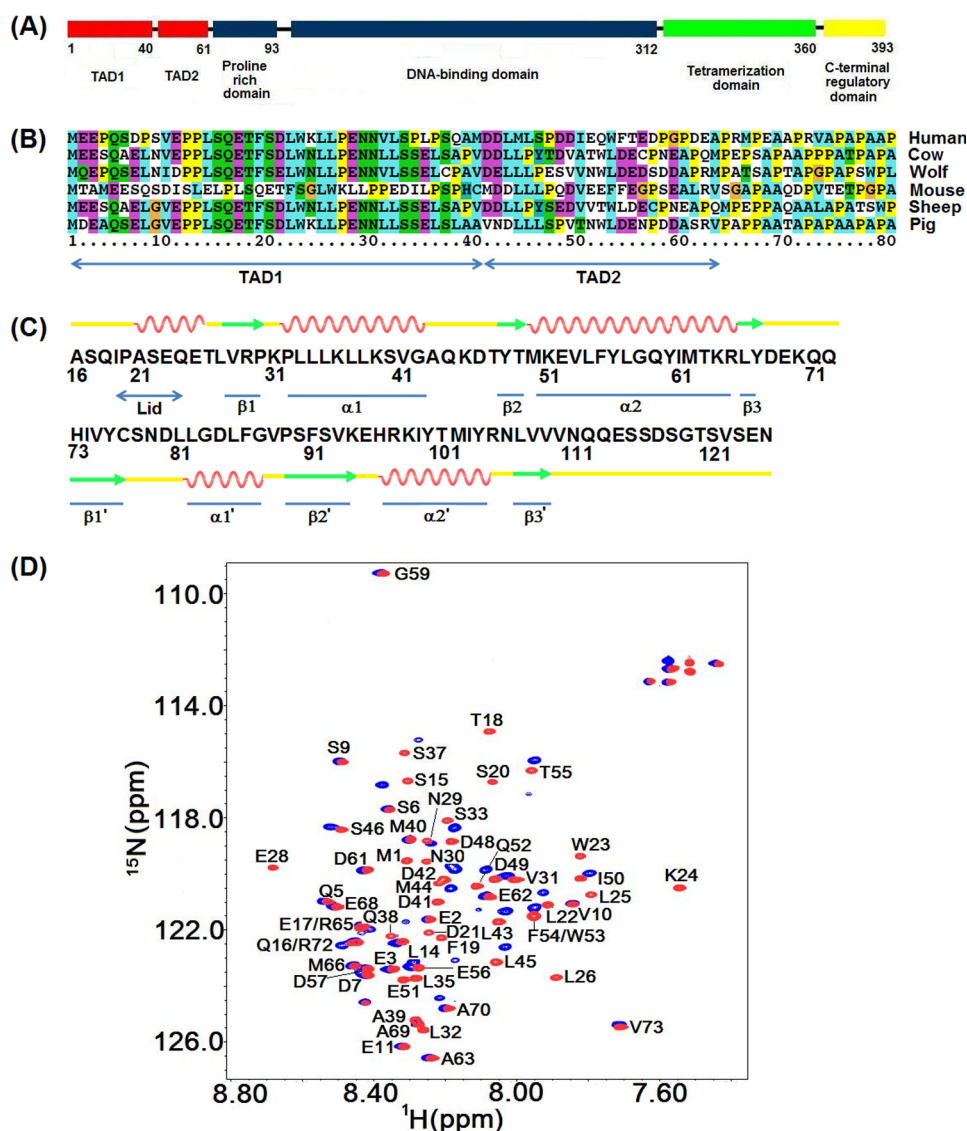 (A)
1 40 61 93 312 360 393
TAD1 TAD2 Proline rich domain DNA-binding domain Tetramerization domain C-terminal regulatory domain
(B)
MEEPQSDPSVEPPLSQETFSDLWKLLPENNVLSPLPSQAMDDLMLSPDDIEQWFTEDPGPDEAPRMPEAAPRVAPAPAAP Human
MEESQAELNVEPPLSQETFSDLWNLLPENNLLSSELSAPVDDLLPYTDVATWLDECPNEAPQMPEPSAPAAPPPATPAPA Cow
MQEPQSELNIDPPLSQETFSELWNLLPENNVLSSELCPAVDELLLPESVVNWLDEDSDDAPRMPATSAPTAPGPAPSWPL Wolf
MTAMEESQSDISLELPLSQETFSGLWKLLPPEDILPSPHCMDDLLLPQDVEEFFEGPSEALRVSGAPAAQDPVTETPGPA Mouse
MEESQAELGVEPPLSQETFSDLWNLLPENNLLSSELSAPVDDLLPYSEDVVTWLDECPNEAPQMPEPPAQAALAPATSWP Sheep
MDEAQSELGVEPPLSQETFSDLWKLLPENNLLSSELSLAAVNDLLLSPVTNWLDENPDDASRVPAPPAATAPAPAAPAPA Pig
1........10........20........30........40........50........60........70........80
TAD1 TAD2
(C)
ASQIPASEQETLVRPKPLLLKLLKSVGAQKDTYTMKEVLFYLGQYIMTKRLYDEKQQ
16 21 31 41 51 61 71
Lid β1 α1 β2 α2 β3
HIVYCSNDLLGDLFGVPSFSVKEHRKIYTMIYRNLVVVNQQESSDSGTSVSEN
73 81 91 101 111 121
β1' α1' β2' α2' β3'
(D)
110.0
114.0
118.0
122.0
126.0
15N(ppm)
G59
T18
S37
S9
S20
T55
S15
N29
S6
S33
S46
M40
D48
Q52
W23
E28
D61
M1
N30
D49
I50
K24
D42
V31
Q5
M44
E62
L25
E68
D41
L22
V10
E17/R65
Q38
E2
D21
L43
F54/W53
Q16/R72
L14
F19
M66
E3
E56
L45
D57
D7
E51
L35
L26
A70
A39
A69
L32
V73
E11
A63
8.80 8.40 8.00 7.60
1H(ppm)